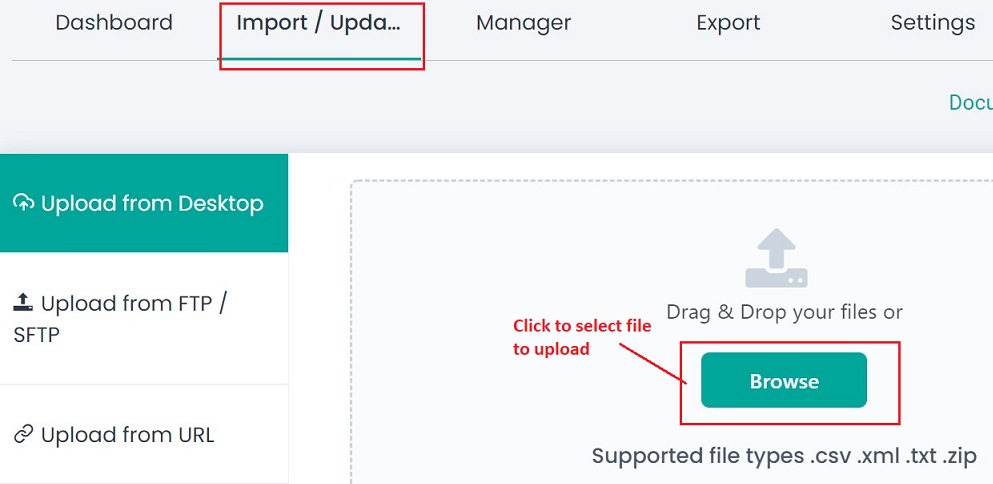 Dashboard
Import / Upda...
Manager
Export
Settings
Docu
Upload from Desktop
Upload from FTP /
SFTP
Upload from URL
Drag & Drop your files or
Click to select file
to upload
Browse
Supported file types .csv .xml .txt .zip